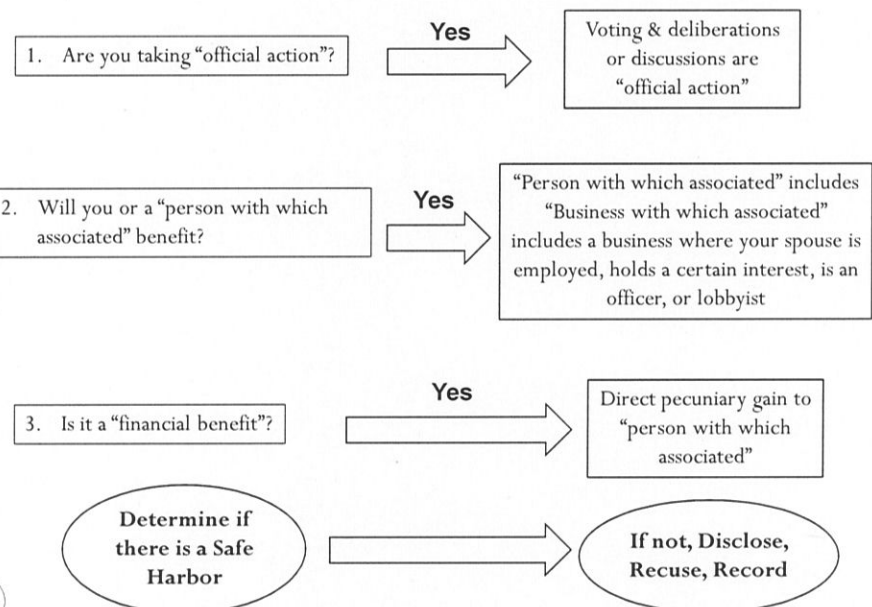 1. Are you taking “official action”?
Yes
Voting & deliberations
or discussions are
“official action”
2. Will you or a “person with which
associated” benefit?
Yes
“Person with which associated” includes
“Business with which associated”
includes a business where your spouse is
employed, holds a certain interest, is an
officer, or lobbyist
3. Is it a “financial benefit”?
Yes
Direct pecuniary gain to
“person with which
associated”
Determine if
there is a Safe
Harbor
If not, Disclose,
Recuse, Record